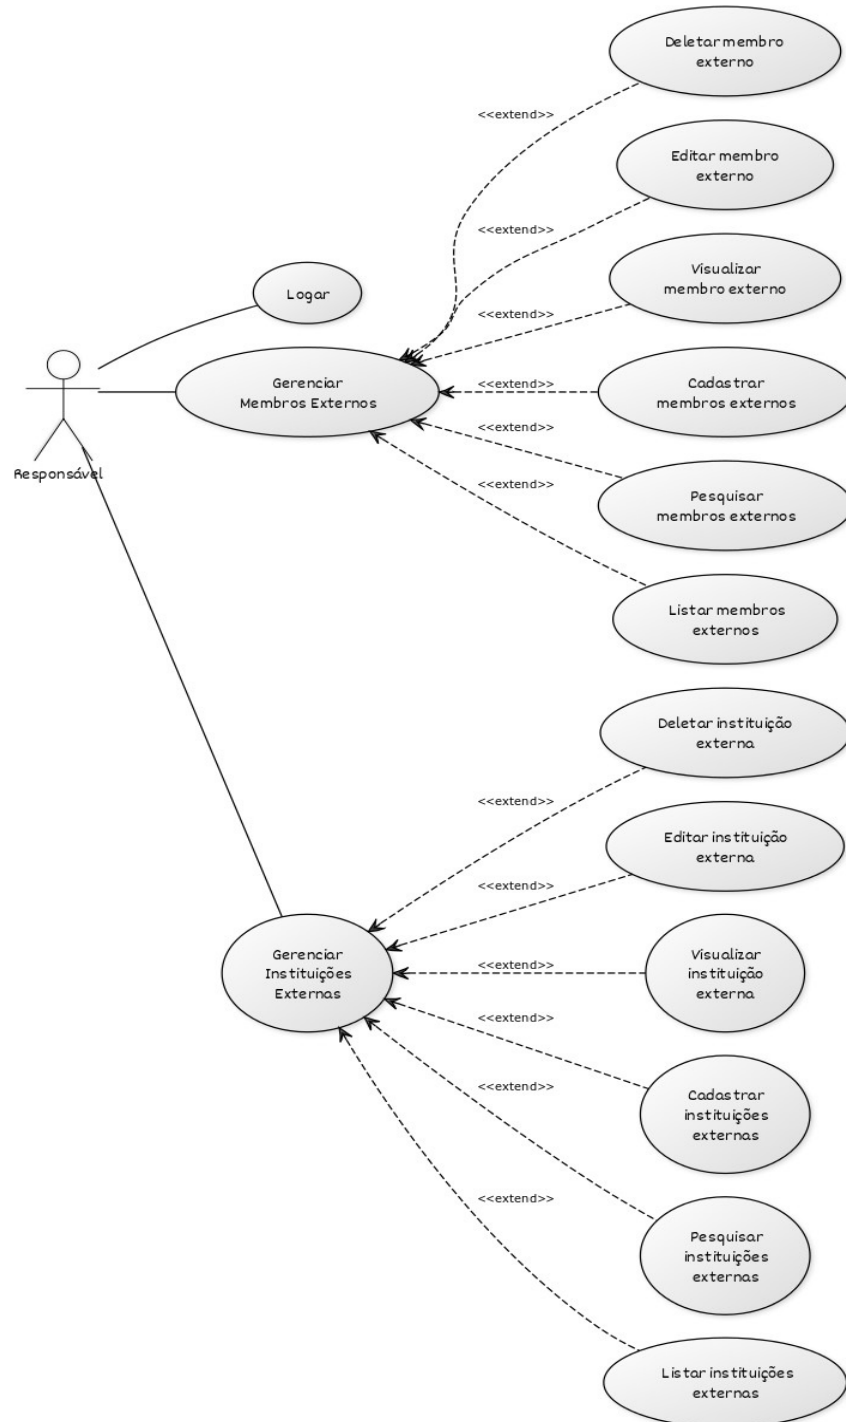 Deletar membro
externo
<<extend>>
Editar membro
externo
<<extend>>
Visualizar
membro externo
Logar
<<extend>>
Gerenciar
Membros Externos
<<extend>>
Cadastrar
membros externos
<<extend>>
Responsável
<<extend>>
Pesquisar
membros externos
Listar membros
externos
Deletar instituição
externa
<<extend>>
Editar instituição
externa
<<extend>>
Gerenciar
Instituições
Externas
<<extend>>
Visualizar
instituição
externa
<<extend>>
Cadastrar
instituições
externas
<<extend>>
<<extend>>
Pesquisar
instituições
externas
Listar instituições
externas